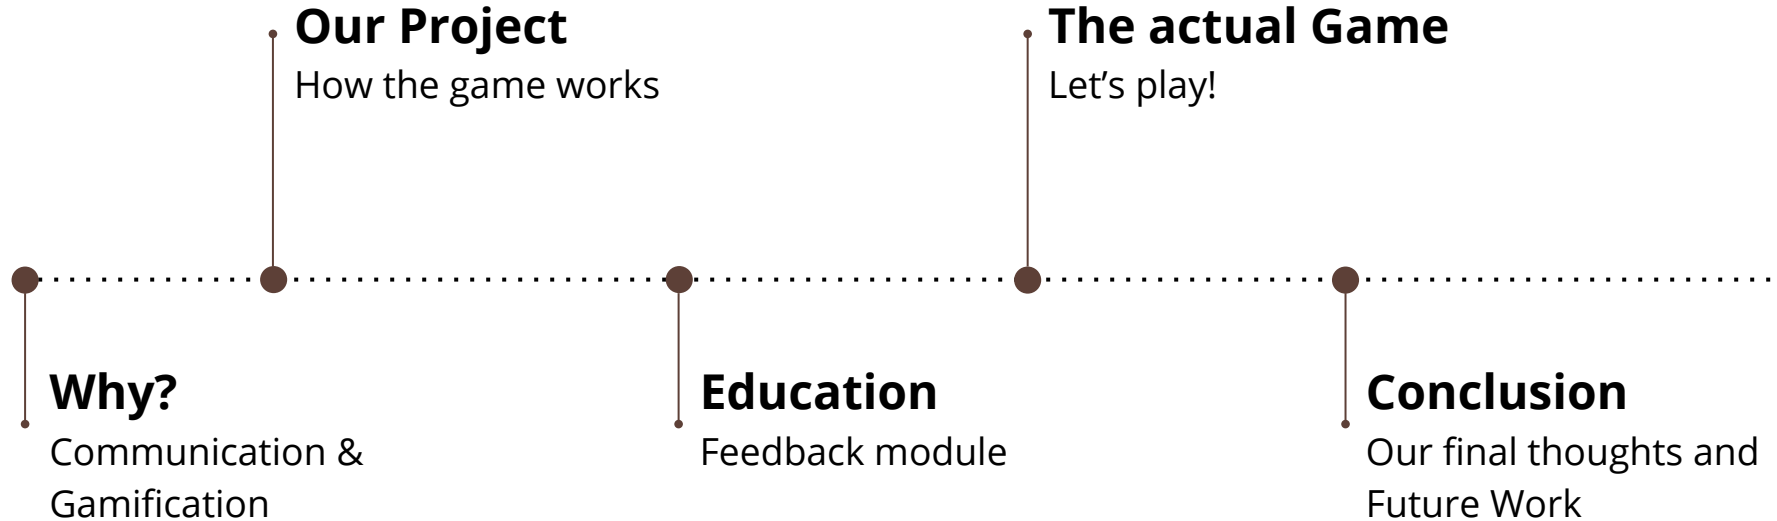 Our Project
How the game works
The actual Game
Let’s play!
Why?
Communication &
Gamification
Education
Feedback module
Conclusion
Our final thoughts and
Future Work